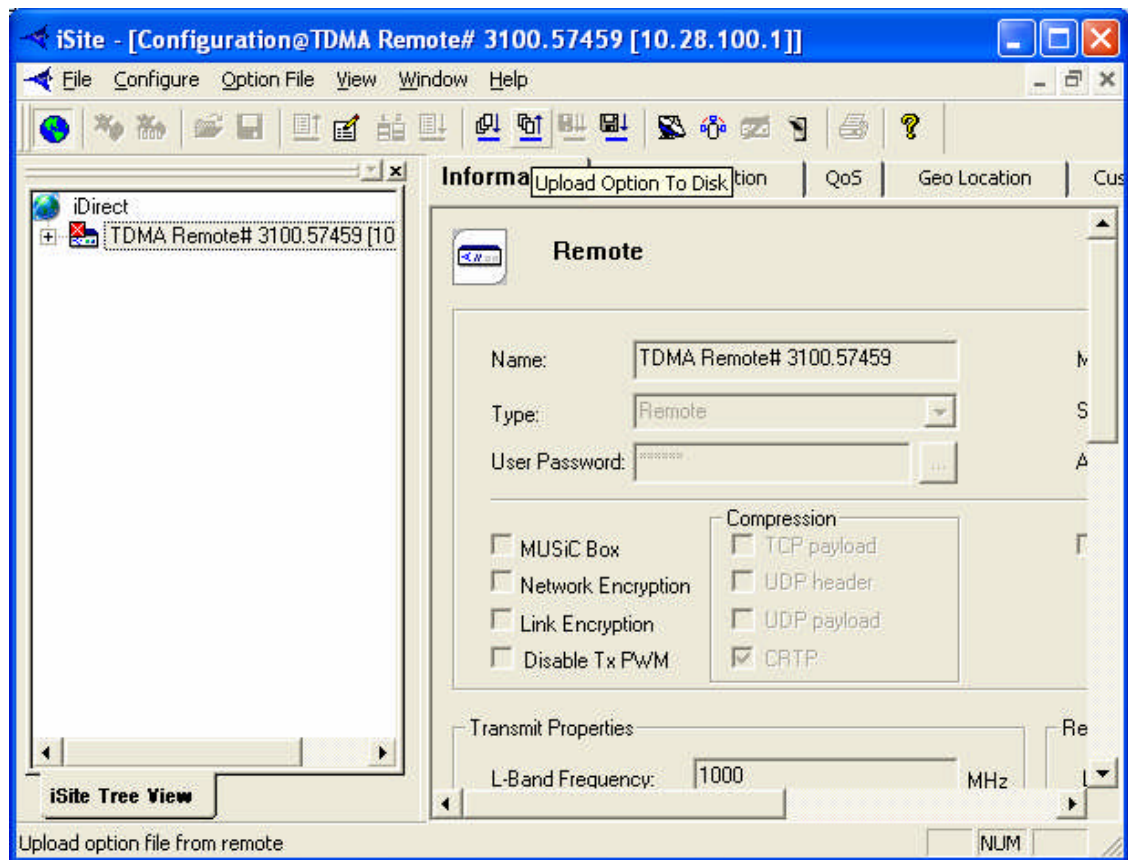 iSite - [Configuration@TDMA Remote# 3100.57459 [10.28.100.1]]
File Configure Option File View Window Help
Informa
tion
QoS
Geo Location
Cus
Upload Option To Disk
iDirect
TDMA Remote# 3100.57459 [10
Remote
Name: TDMA Remote# 3100.57459
M
Type: Remote
S
User Password: ****** ...
A
Compression
MUSiC Box
TCP payload
Network Encryption
UDP header
Link Encryption
UDP payload
Disable Tx PWM
CRTP
Transmit Properties
Re
L-Band Frequency: 1000 MHz
iSite Tree View
Upload option file from remote
NUM